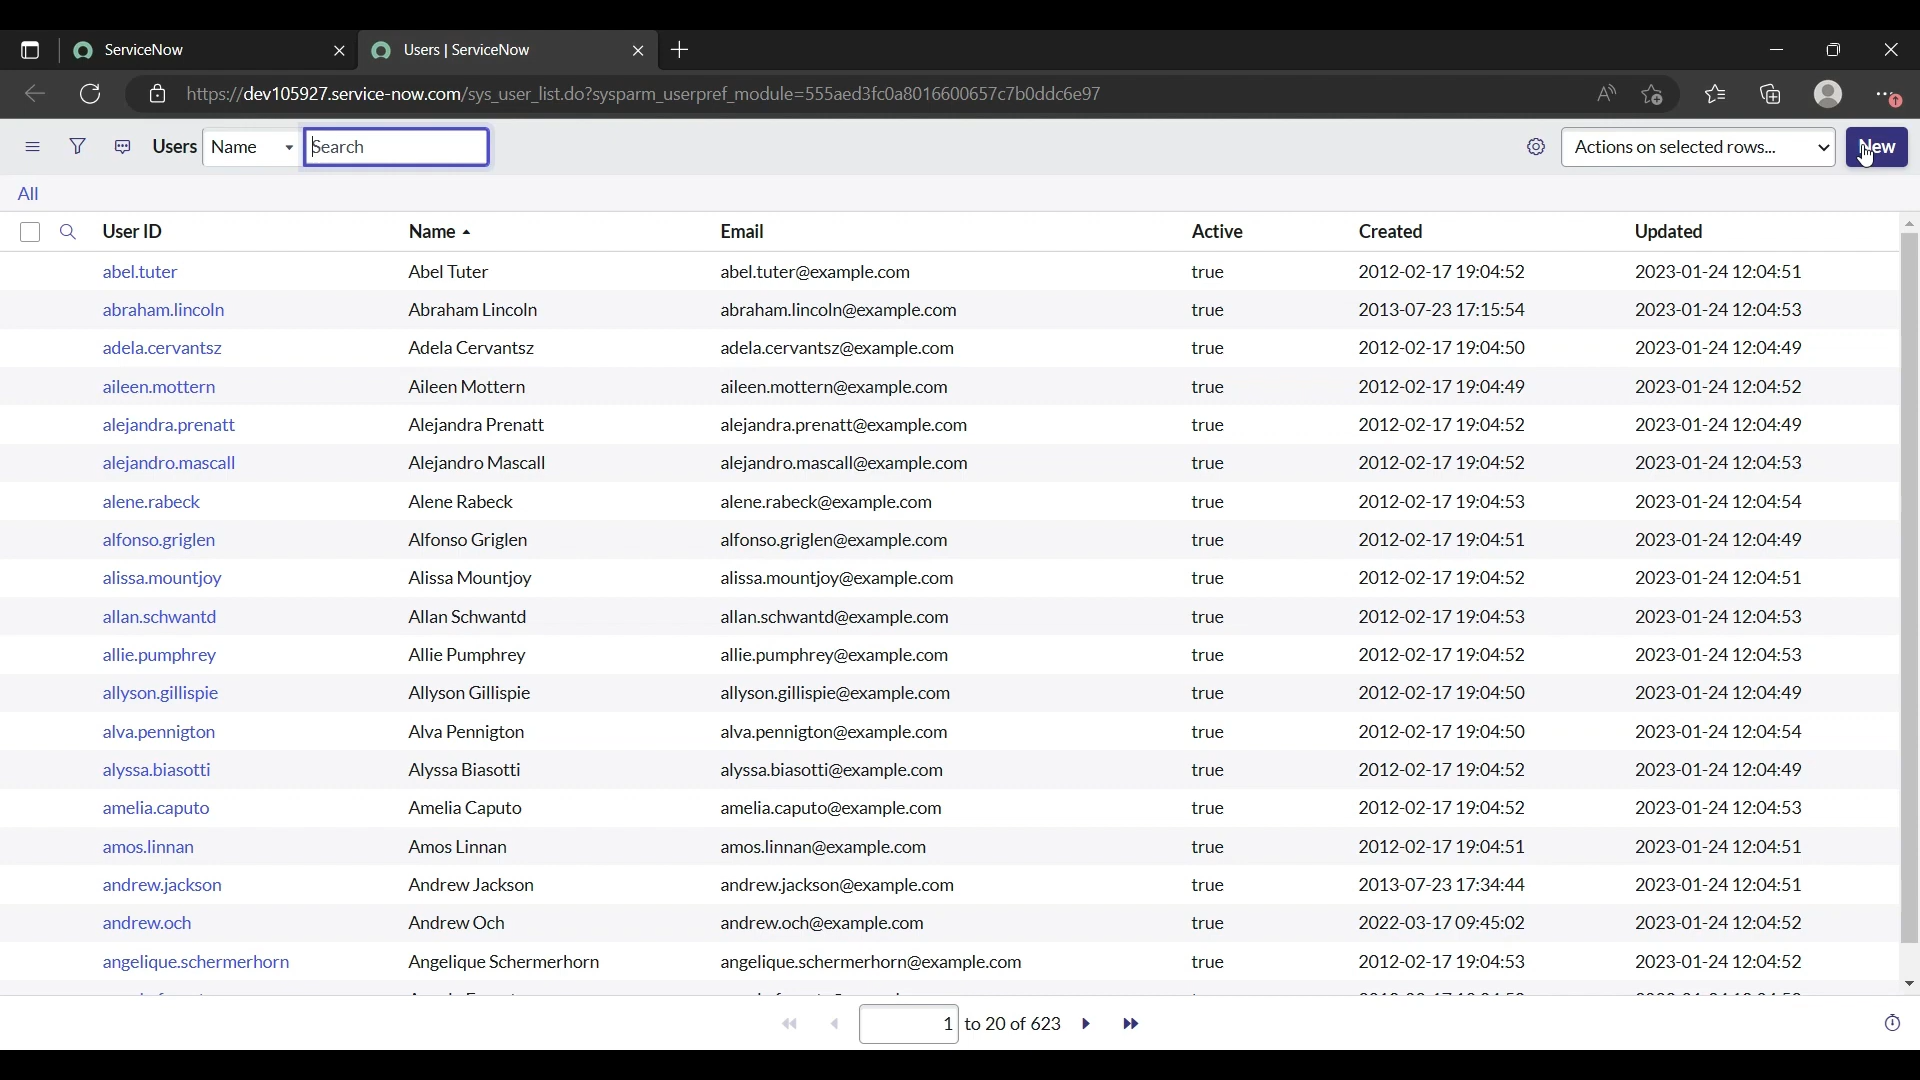 ServiceNow
Users | ServiceNow
https://dev105927.service-now.com/sys_user_list.do?sysparm_userpref_module=555aed3fc0a8016600657c7b0ddc6e97
Users Name Search Actions on selected rows... New
All
User ID Name Email Active Created Updated
abel.tuter Abel Tuter abel.tuter@example.com true 2012-02-17 19:04:52 2023-01-24 12:04:51
abraham.lincoln Abraham Lincoln abraham.lincoln@example.com true 2013-07-23 17:15:54 2023-01-24 12:04:53
adela.cervantsz Adela Cervantsz adela.cervantsz@example.com true 2012-02-17 19:04:50 2023-01-24 12:04:49
aileen.mottern Aileen Mottern aileen.mottern@example.com true 2012-02-17 19:04:49 2023-01-24 12:04:52
alejandra.prenatt Alejandra Prenatt alejandra.prenatt@example.com true 2012-02-17 19:04:52 2023-01-24 12:04:49
alejandro.mascall Alejandro Mascall alejandro.mascall@example.com true 2012-02-17 19:04:52 2023-01-24 12:04:53
alene.rabeck Alene Rabeck alene.rabeck@example.com true 2012-02-17 19:04:53 2023-01-24 12:04:54
alfonso.griglen Alfonso Griglen alfonso.griglen@example.com true 2012-02-17 19:04:51 2023-01-24 12:04:49
alissa.mountjoy Alissa Mountjoy alissa.mountjoy@example.com true 2012-02-17 19:04:52 2023-01-24 12:04:51
allan.schwantd Allan Schwantd allan.schwantd@example.com true 2012-02-17 19:04:53 2023-01-24 12:04:53
allie.pumphrey Allie Pumphrey allie.pumphrey@example.com true 2012-02-17 19:04:52 2023-01-24 12:04:53
allyson.gillispie Allyson Gillispie allyson.gillispie@example.com true 2012-02-17 19:04:50 2023-01-24 12:04:49
alva.pennigton Alva Pennigton alva.pennigton@example.com true 2012-02-17 19:04:50 2023-01-24 12:04:54
alyssa.biasotti Alyssa Biasotti alyssa.biasotti@example.com true 2012-02-17 19:04:52 2023-01-24 12:04:49
amelia.caputo Amelia Caputo amelia.caputo@example.com true 2012-02-17 19:04:52 2023-01-24 12:04:53
amos.linnan Amos Linnan amos.linnan@example.com true 2012-02-17 19:04:51 2023-01-24 12:04:51
andrew.jackson Andrew Jackson andrew.jackson@example.com true 2013-07-23 17:34:44 2023-01-24 12:04:51
andrew.och Andrew Och andrew.och@example.com true 2022-03-17 09:45:02 2023-01-24 12:04:52
angelique.schermerhorn Angelique Schermerhorn angelique.schermerhorn@example.com true 2012-02-17 19:04:53 2023-01-24 12:04:52
1 to 20 of 623